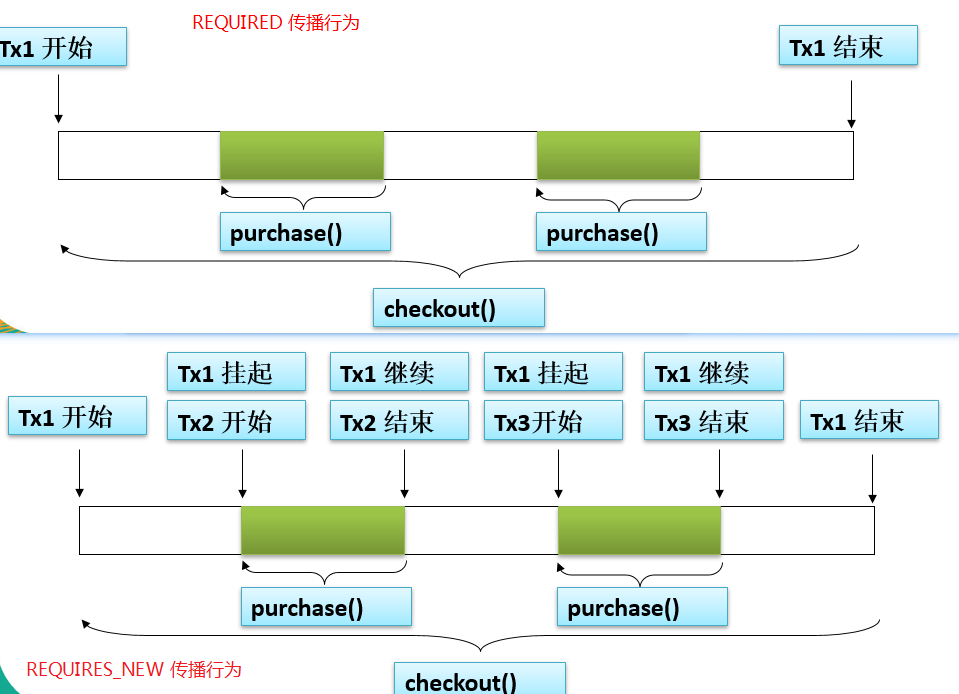 REQUIRED 传播行为
Tx1 开始
Tx1 结束
purchase()
purchase()
checkout()
Tx1 挂起
Tx1 继续
Tx1 挂起
Tx1 继续
Tx1 开始
Tx2 开始
Tx2 结束
Tx3开始
Tx3 结束
Tx1 结束
purchase()
purchase()
REQUIRES_NEW 传播行为
checkout()